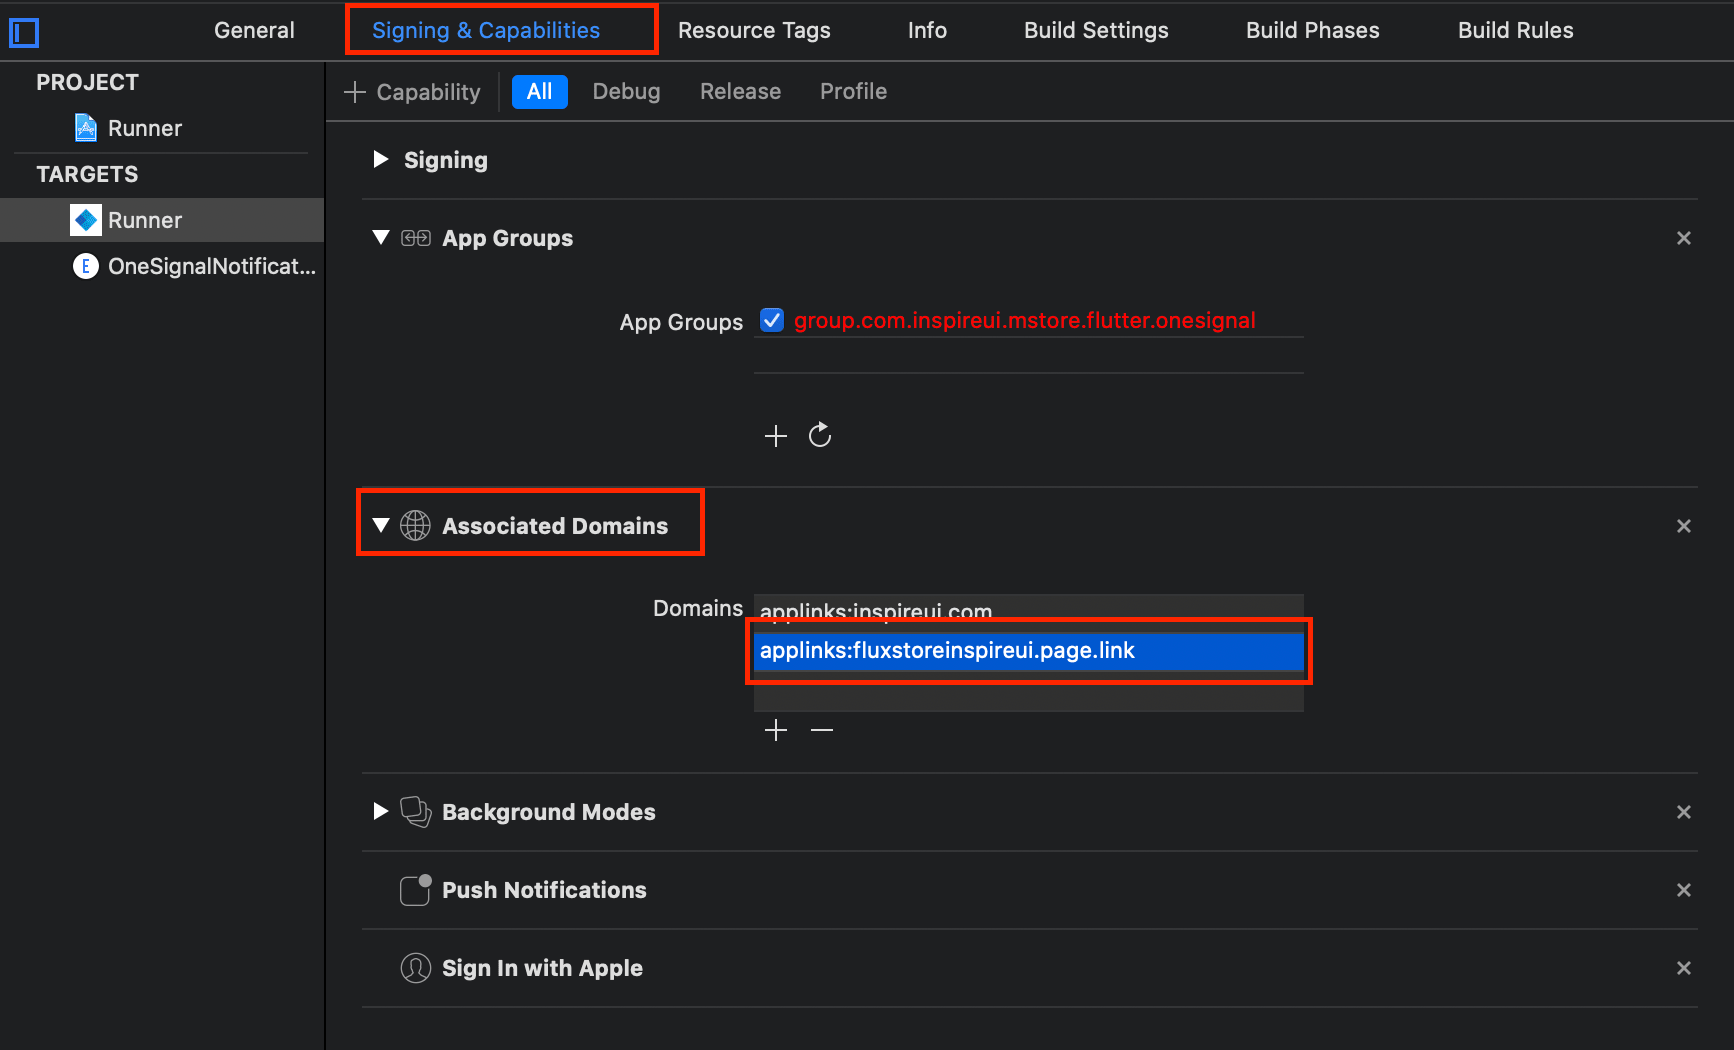 General Signing & Capabilities Resource Tags Info Build Settings Build Phases Build Rules
PROJECT
Runner
TARGETS
Runner
E OneSignalNotificat...
Capability All Debug Release Profile
Signing
App Groups
App Groups group.com.inspireui.mstore.flutter.onesignal
Associated Domains
Domains applinks:inspireui.com
applinks:fluxstoreinspireui.page.link
Background Modes
Push Notifications
Sign In with Apple